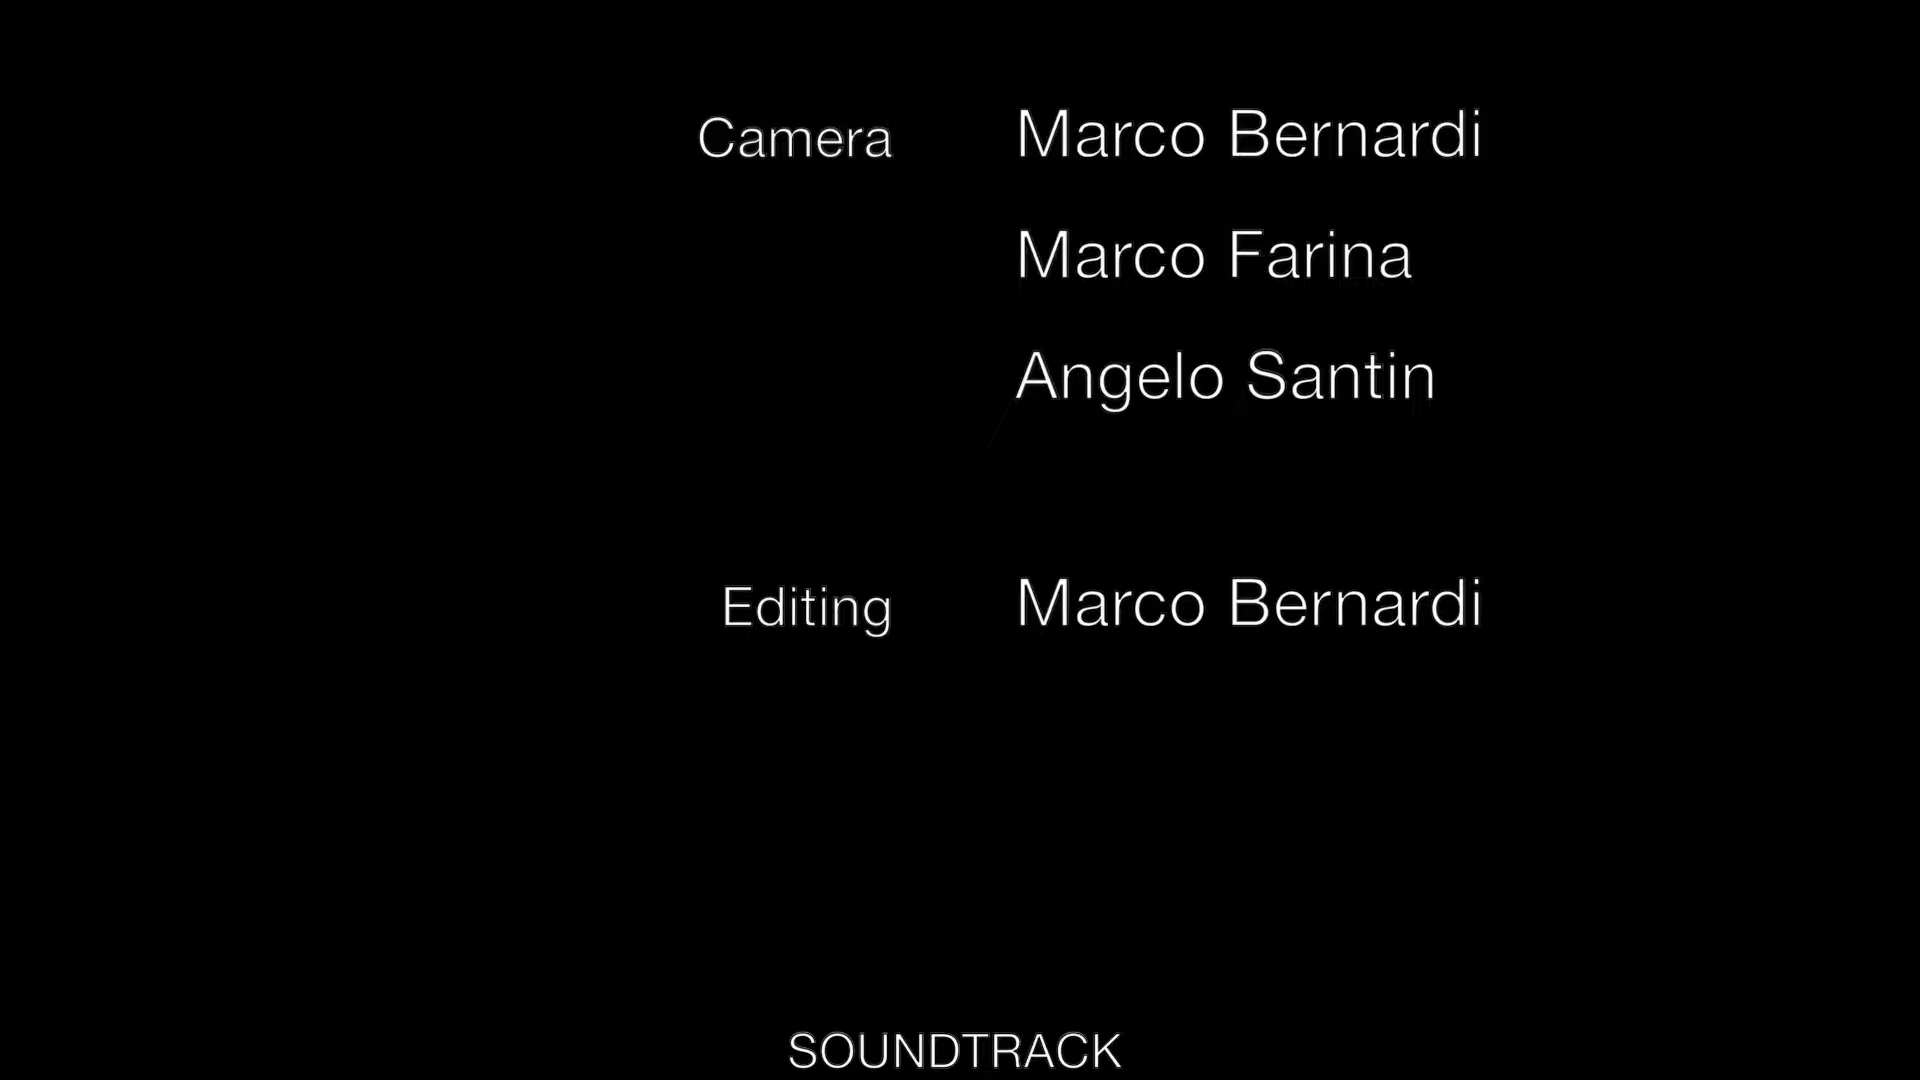 Camera Marco Bernardi
Marco Farina
Angelo Santin
Editing Marco Bernardi
SOUNDTRACK